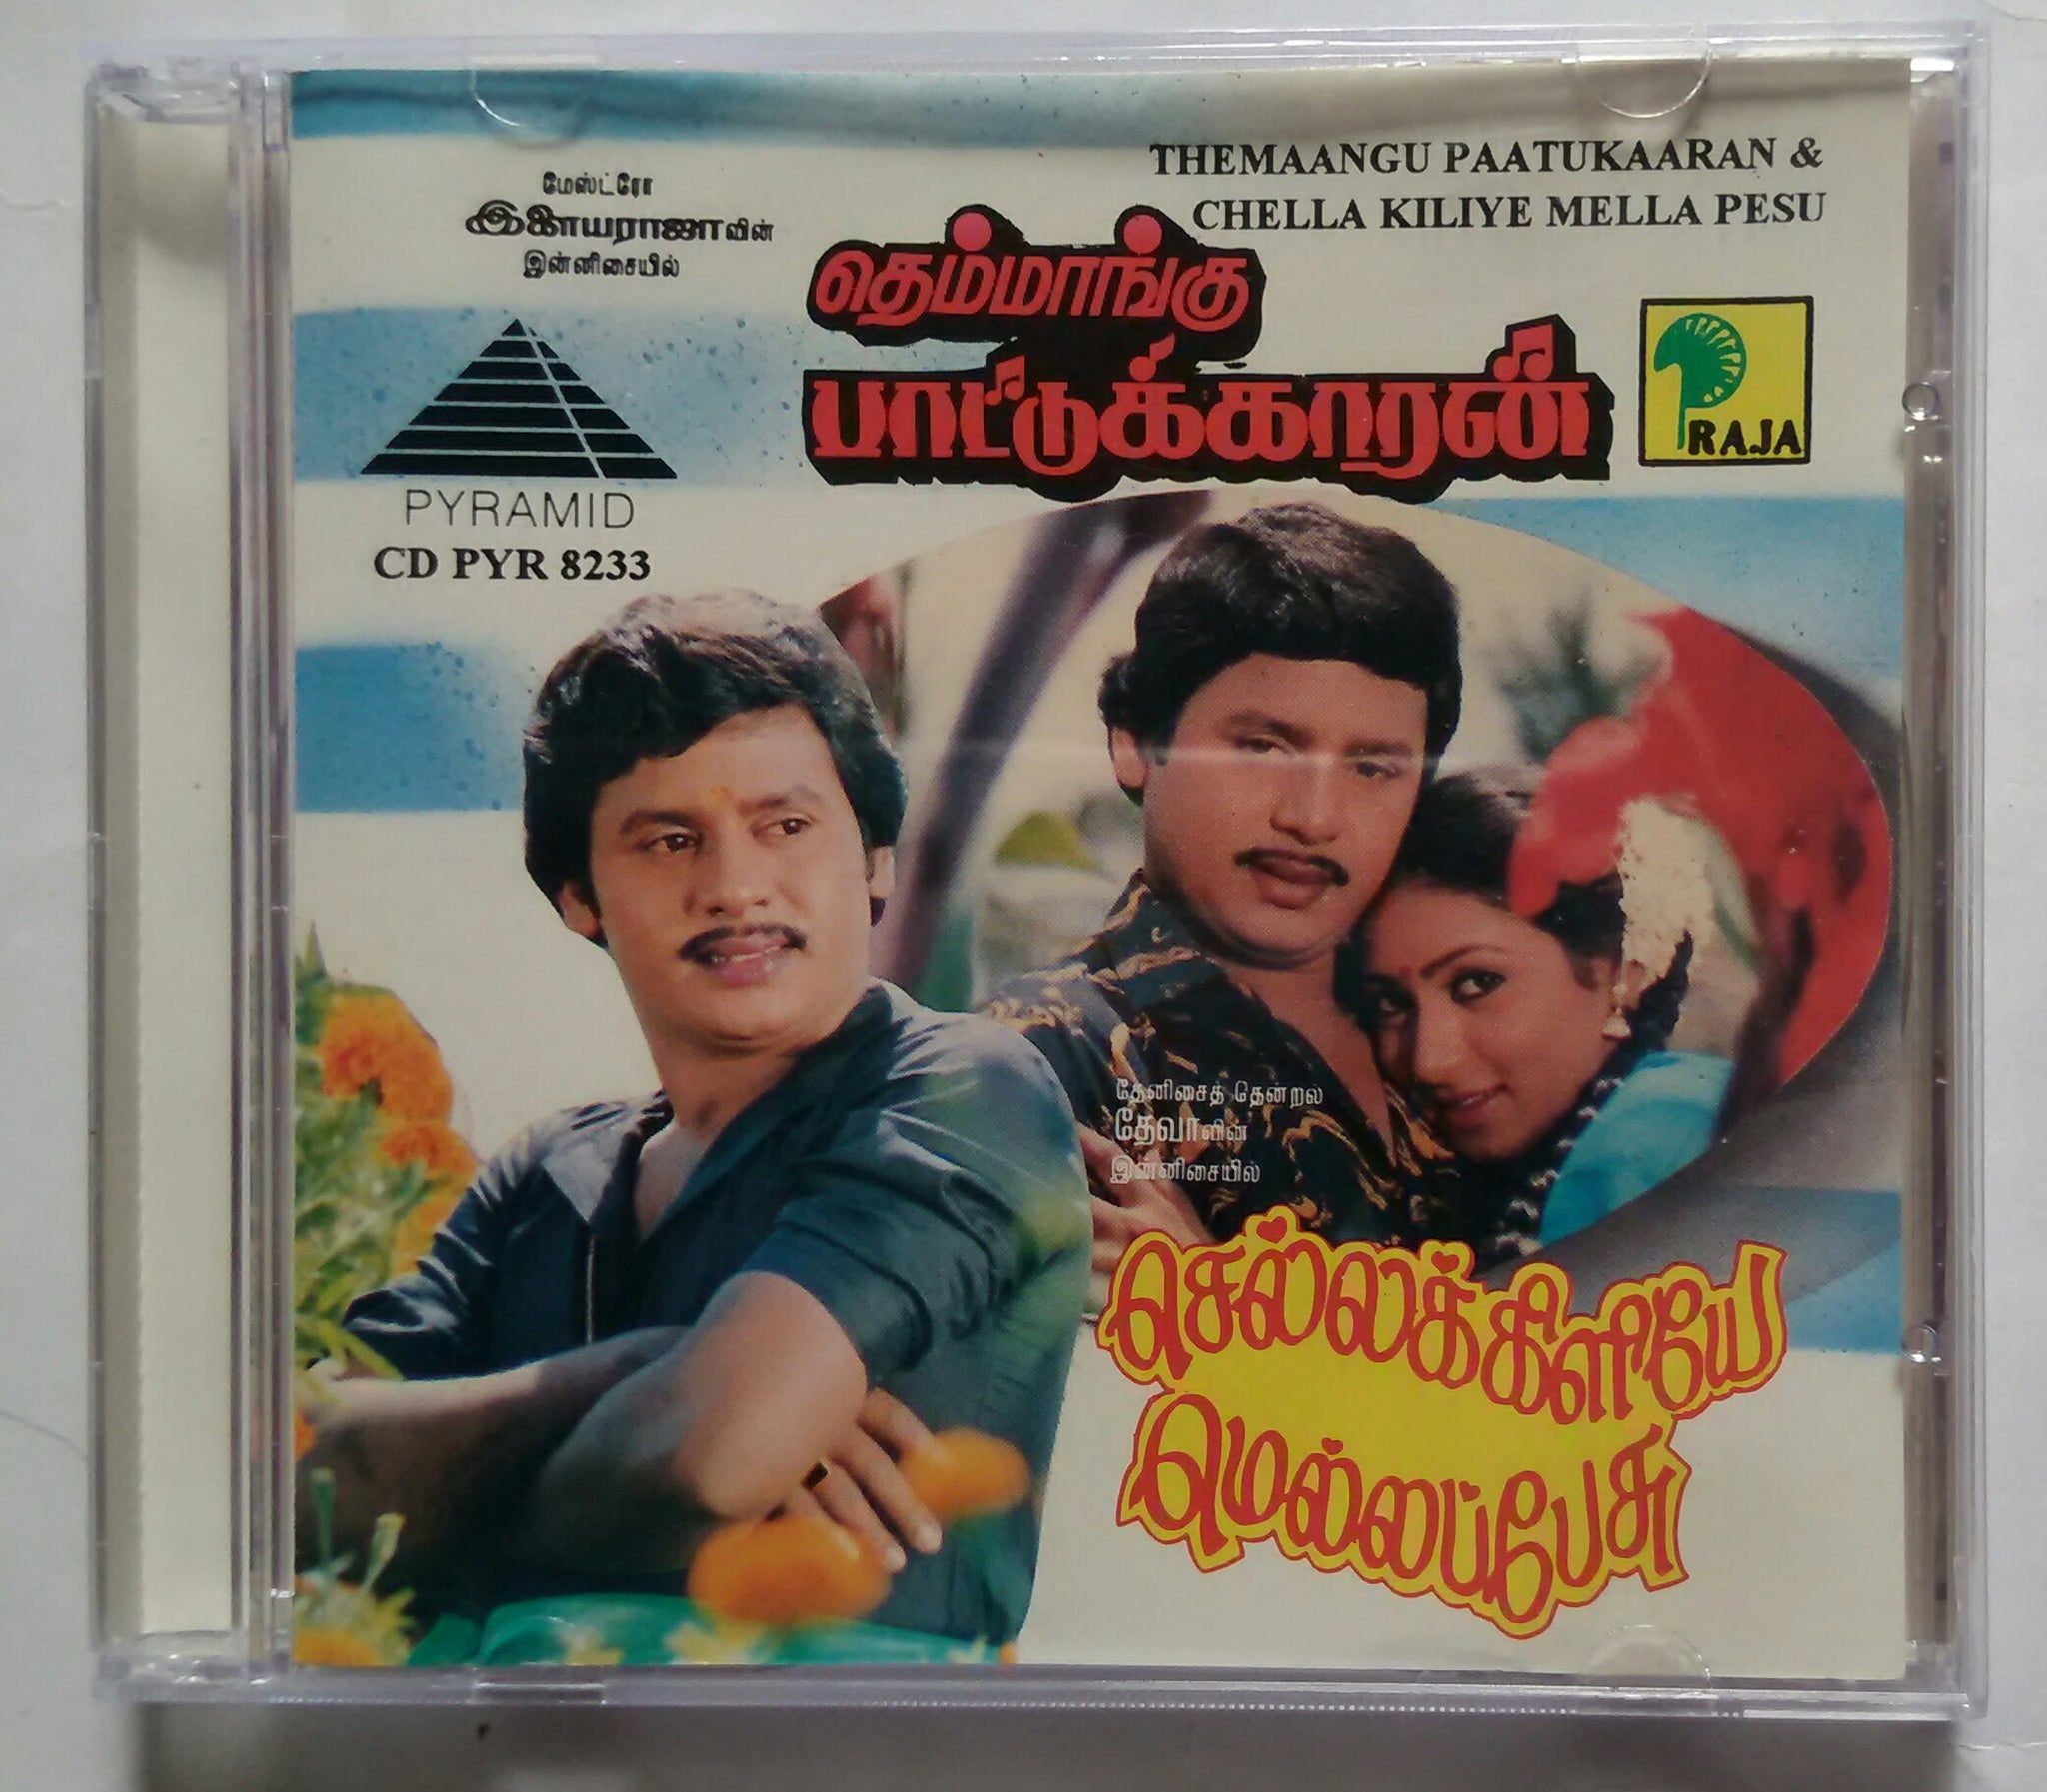 THEMAANGU PAATUKAARAN &
CHELLA KILIYE MELLA PESU
மேஸ்ட்ரோ
இளையராஜாவின்
இன்னிசையில்
தெம்மாங்கு
பாட்டுக்காரன்
RAJA
PYRAMID
CD PYR 8233
தேனிசைத் தென்றல்
தேவாவின்
இன்னிசையில்
செல்லக்கிளியே
மெல்லப்பேசு